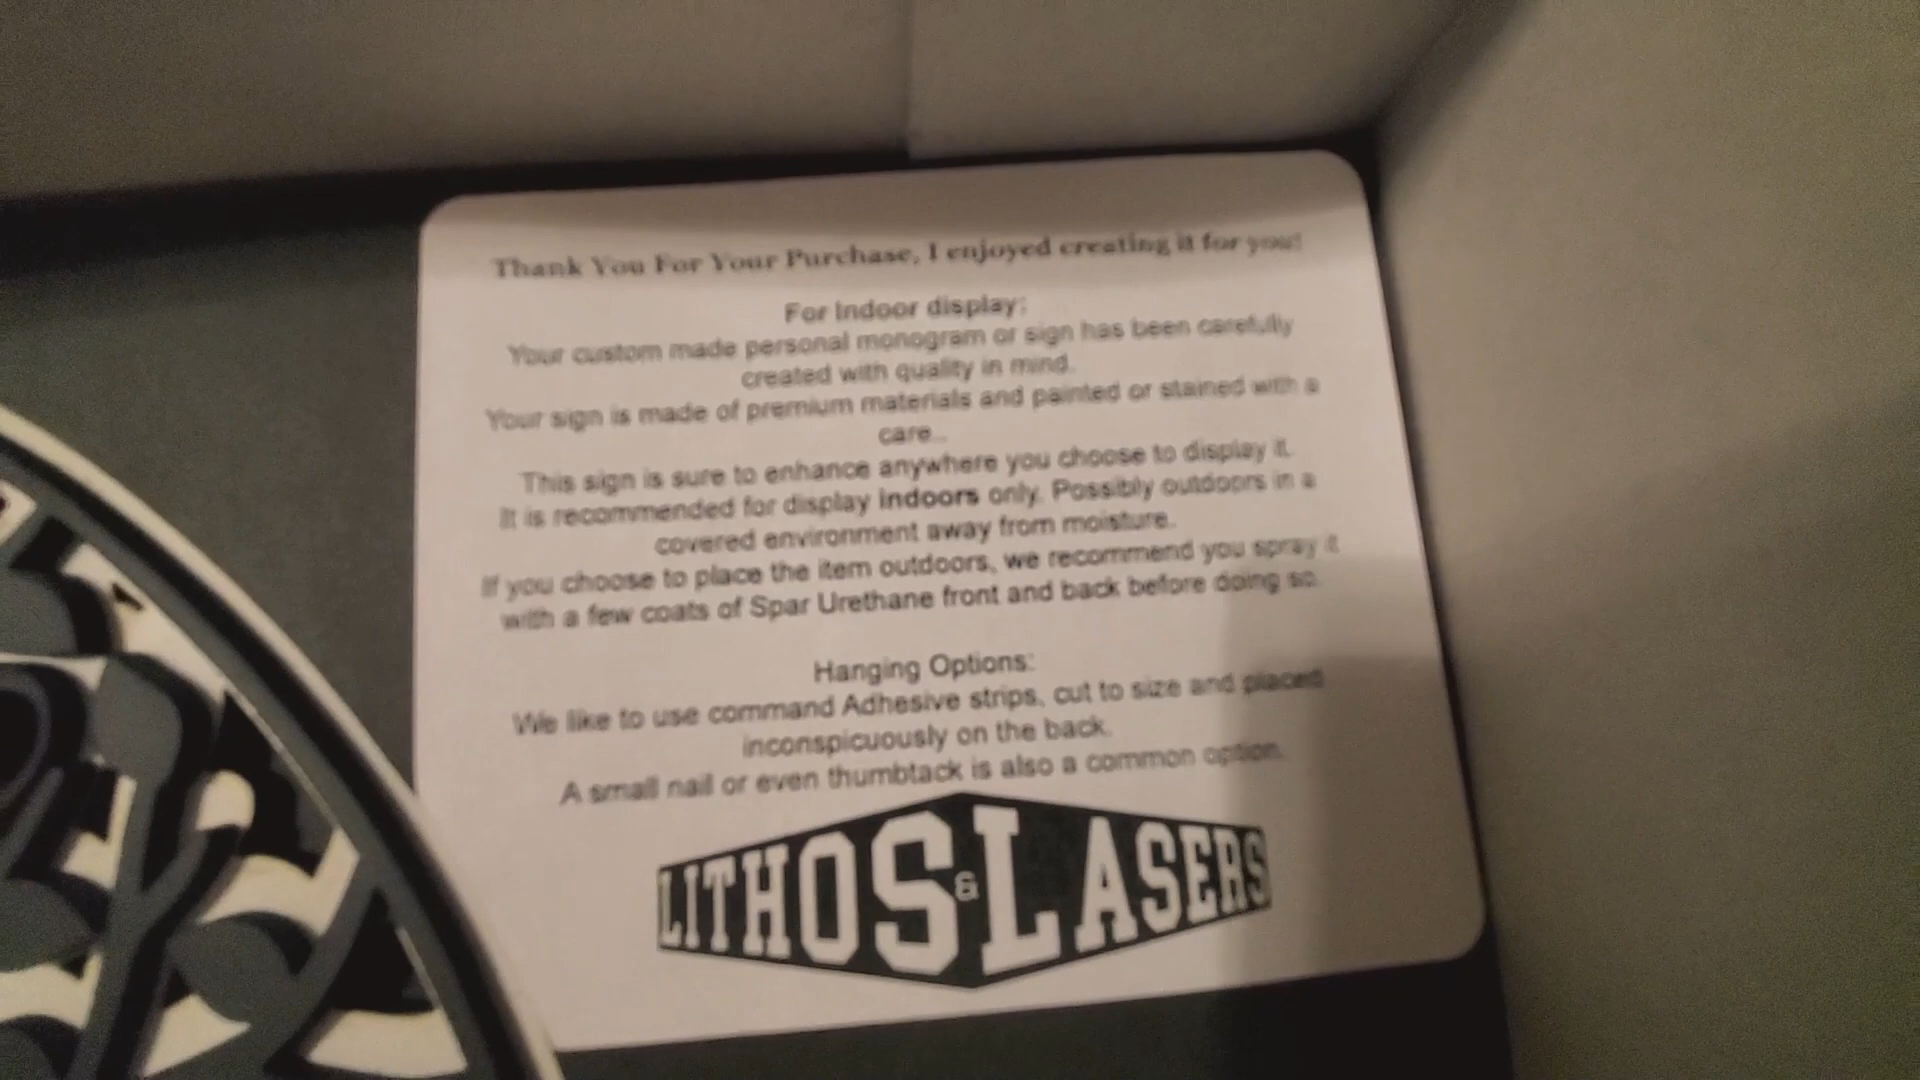 Thank You For Your Purchase, I enjoyed creating it for you!
For Indoor display:
Your custom made personal monogram or sign has been carefully
created with quality in mind.
Your sign is made of premium materials and painted or stained with a
care..
This sign is sure to enhance anywhere you choose to display it.
It is recommended for display indoors only. Possibly outdoors in a
covered environment away from moisture.
If you choose to place the item outdoors, we recommend you spray it
with a few coats of Spar Urethane front and back before doing so.
Hanging Options:
We like to use command Adhesive strips, cut to size and placed
inconspicuously on the back.
A small nail or even thumbtack is also a common option.
LITHOS & LASERS